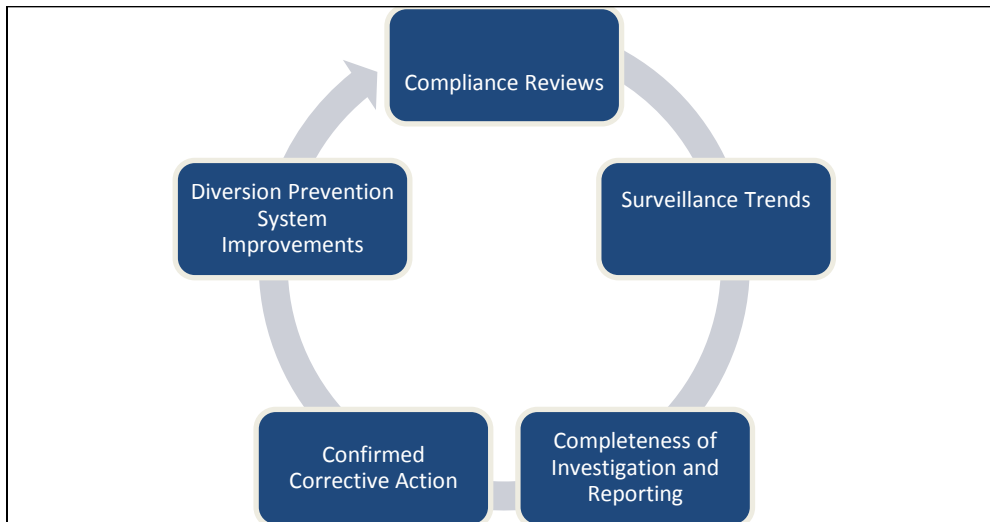 Compliance Reviews
Surveillance Trends
Completeness of
Investigation and
Reporting
Confirmed
Corrective Action
Diversion Prevention
System
Improvements